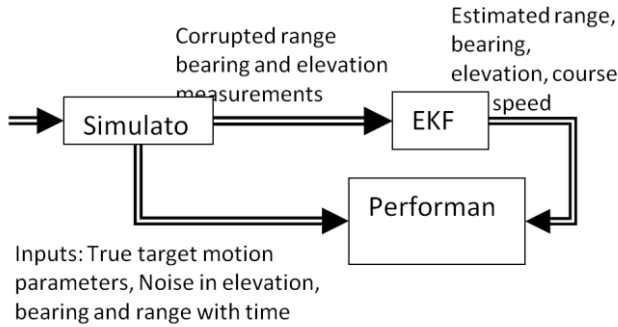 Corrupted range
bearing and elevation
measurements
Estimated range,
bearing,
elevation, course
speed
Simulato
EKF
Performan
Inputs: True target motion
parameters, Noise in elevation,
bearing and range with time